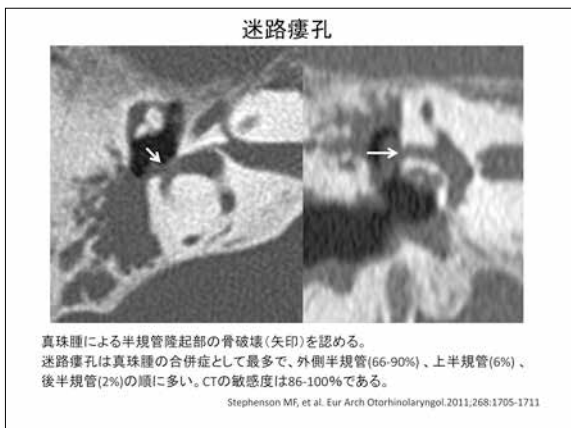 迷路瘻孔
真珠腫による半規管隆起部の骨破壊(矢印)を認める。
迷路瘻孔は真珠腫の合併症として最多で、外側半規管(66-90%)、上半規管(6%)、
後半規管(2%)の順に多い。CTの敏感度は86-100%である。
Stephenson MF, et al. Eur Arch Otorhinolaryngol.2011;268:1705-1711